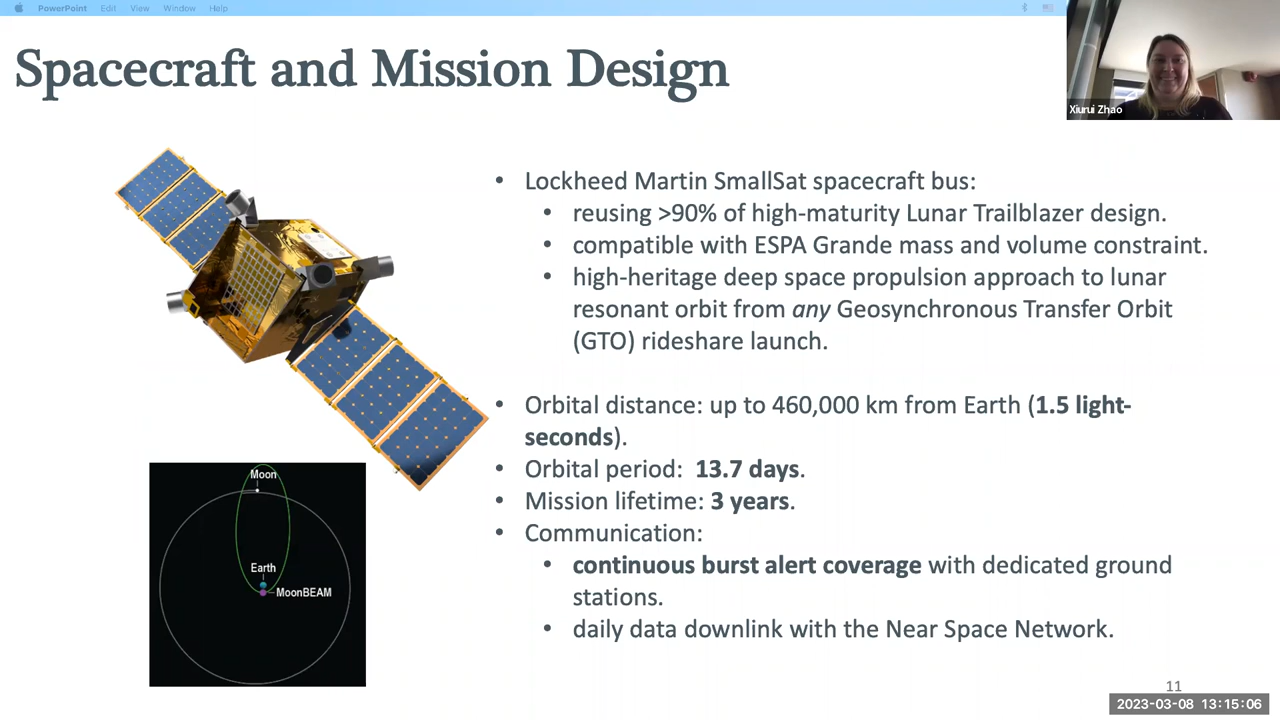 PowerPoint Edit View Window Help
Spacecraft and Mission Design
Xiurui Zhao
• Lockheed Martin SmallSat spacecraft bus:
• reusing >90% of high-maturity Lunar Trailblazer design.
• compatible with ESPA Grande mass and volume constraint.
• high-heritage deep space propulsion approach to lunar
resonant orbit from any Geosynchronous Transfer Orbit
(GTO) rideshare launch.
• Orbital distance: up to 460,000 km from Earth (1.5 light-
seconds).
• Orbital period: 13.7 days.
• Mission lifetime: 3 years.
• Communication:
• continuous burst alert coverage with dedicated ground
stations.
• daily data downlink with the Near Space Network.
Moon
Earth
MoonBEAM
11
2023-03-08 13:15:06